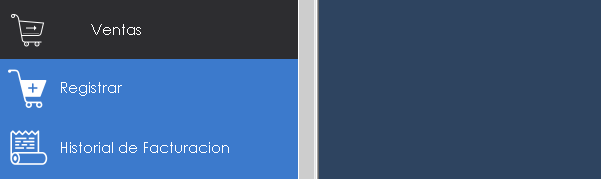 Ventas
Registrar
Historial de Facturacion